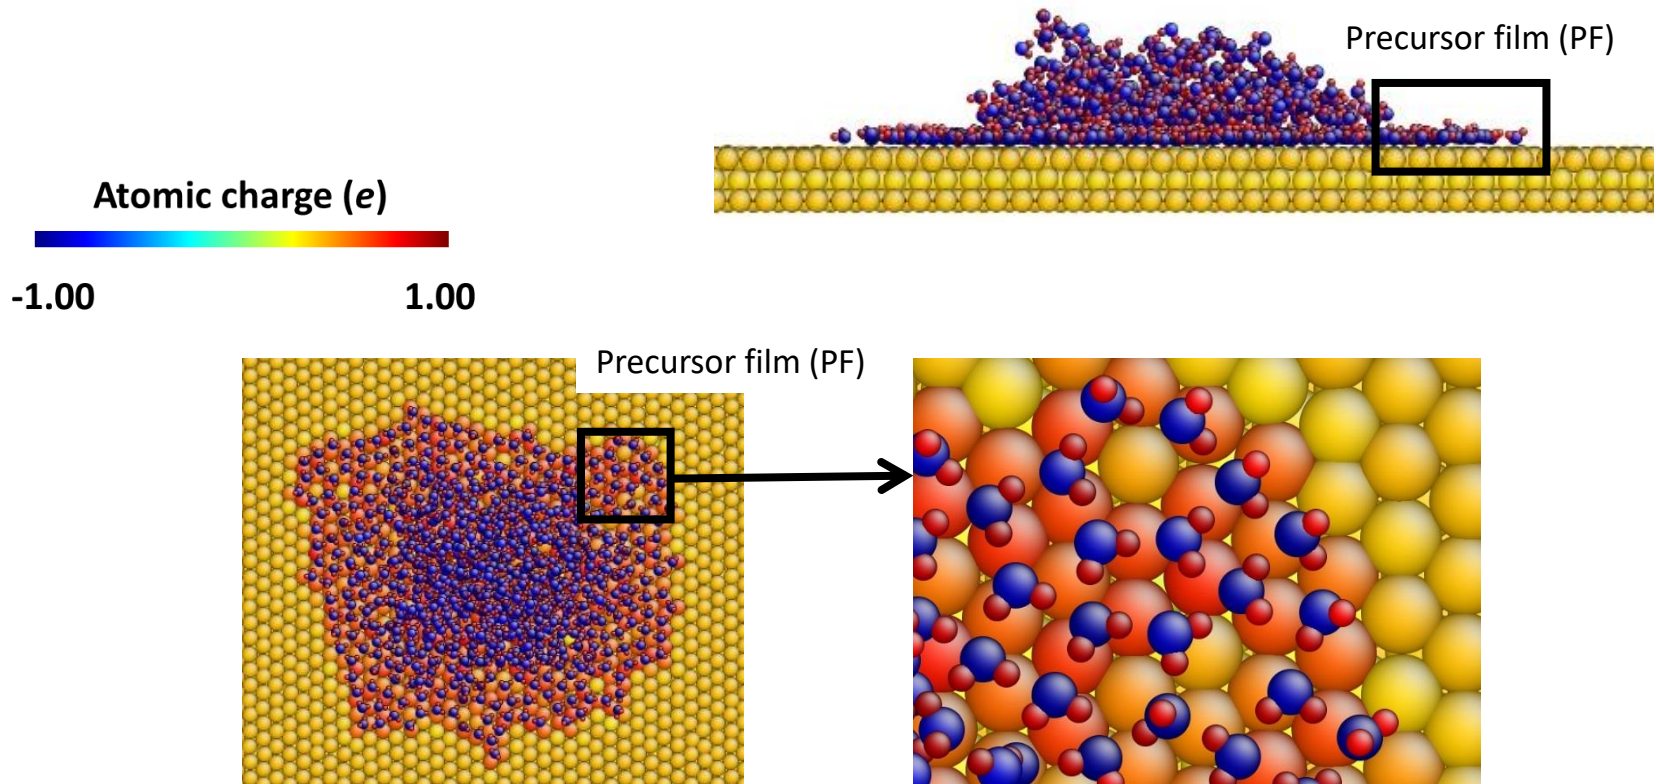 Precursor film (PF)
Atomic charge (e)
-1.00 1.00
Precursor film (PF)